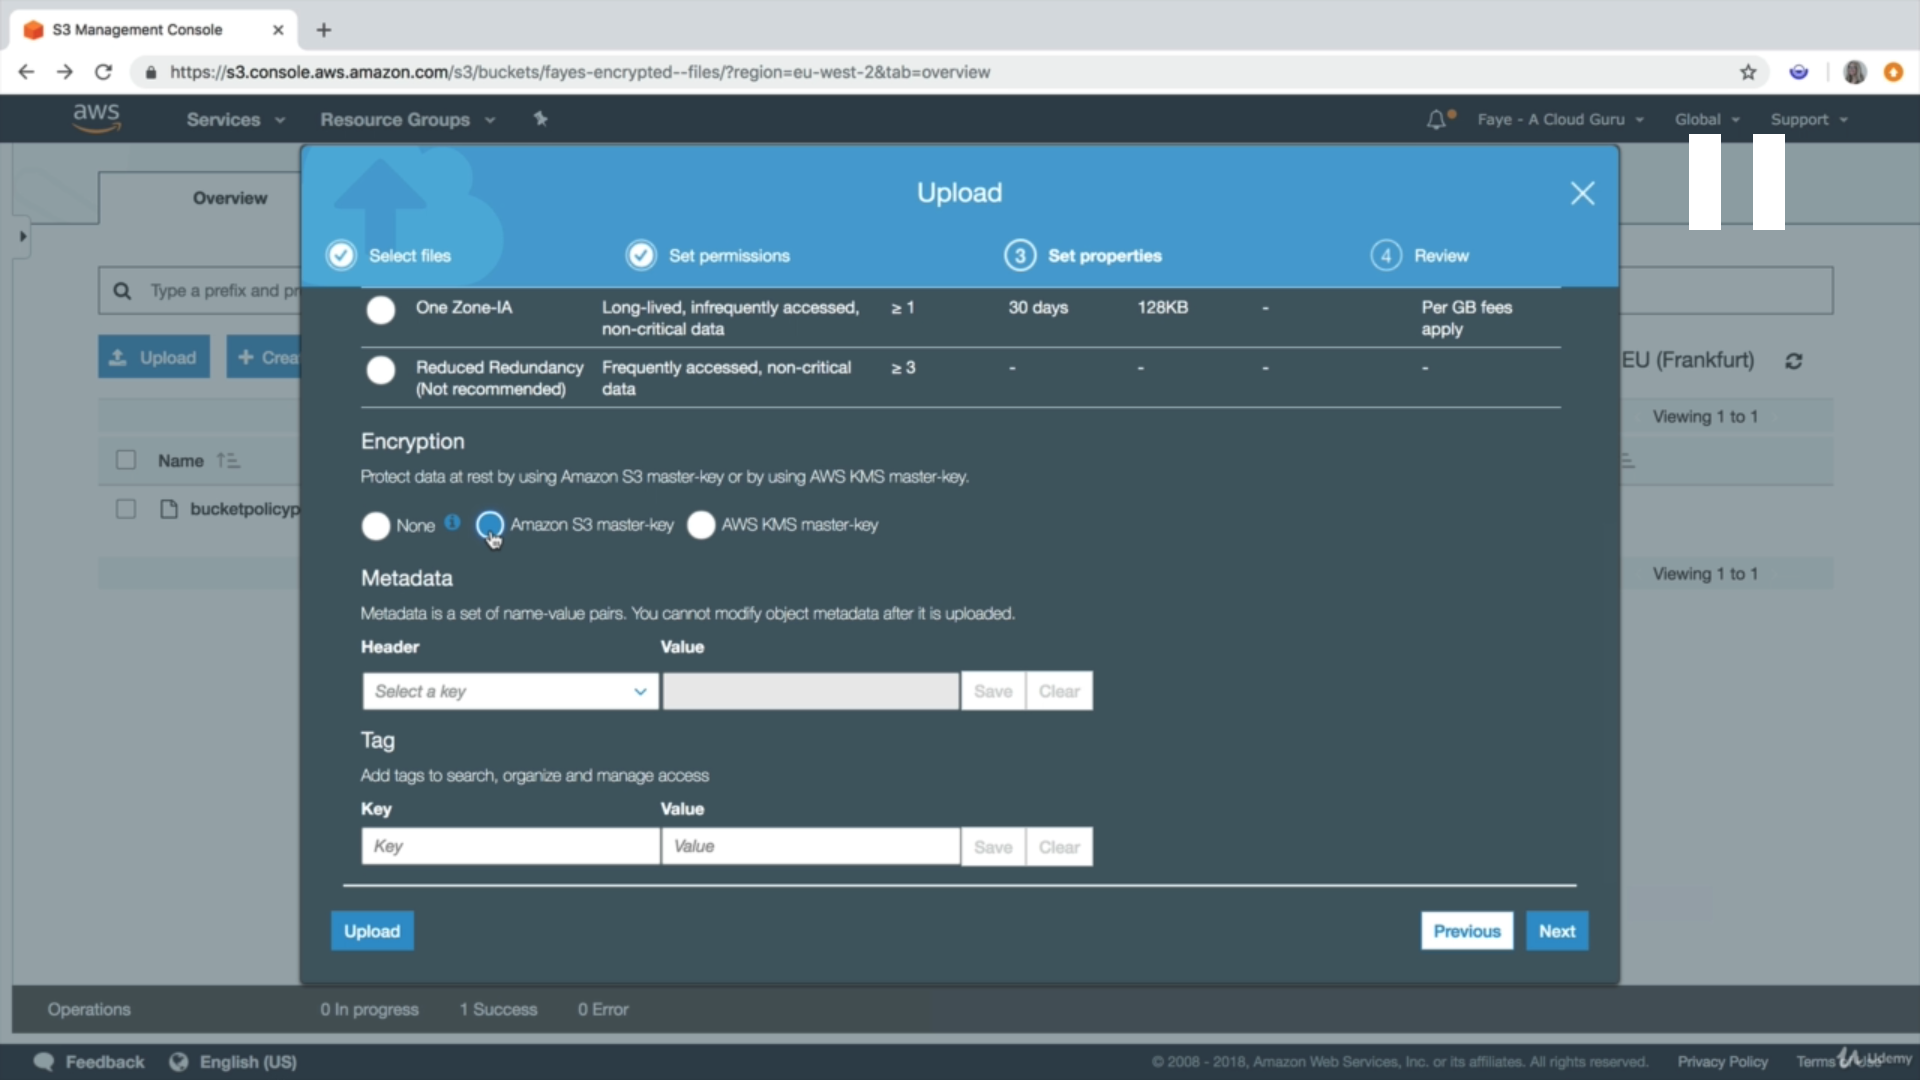 S3 Management Console
https://s3.console.aws.amazon.com/s3/buckets/fayes-encrypted--files/?region=eu-west-2&tab=overview
aws Services Resource Groups Faye - A Cloud Guru Global Support
Overview
Upload
Select files Set permissions 3 Set properties 4 Review
Type a prefix and pr
One Zone-IA Long-lived, infrequently accessed, ≥ 1 30 days 128KB - Per GB fees
non-critical data apply
Upload + Crea EU (Frankfurt)
Reduced Redundancy Frequently accessed, non-critical ≥ 3 - - - -
(Not recommended) data
Viewing 1 to 1
Encryption
Name
Protect data at rest by using Amazon S3 master-key or by using AWS KMS master-key.
bucketpolicyp
None Amazon S3 master-key AWS KMS master-key
Metadata
Viewing 1 to 1
Metadata is a set of name-value pairs. You cannot modify object metadata after it is uploaded.
Header Value
Select a key Save Clear
Tag
Add tags to search, organize and manage access
Key Value
Key Value Save Clear
Upload Previous Next
Operations 0 In progress 1 Success 0 Error
Feedback English (US) © 2008 - 2018, Amazon Web Services, Inc. or its affiliates. All rights reserved. Privacy Policy Terms
Udemy